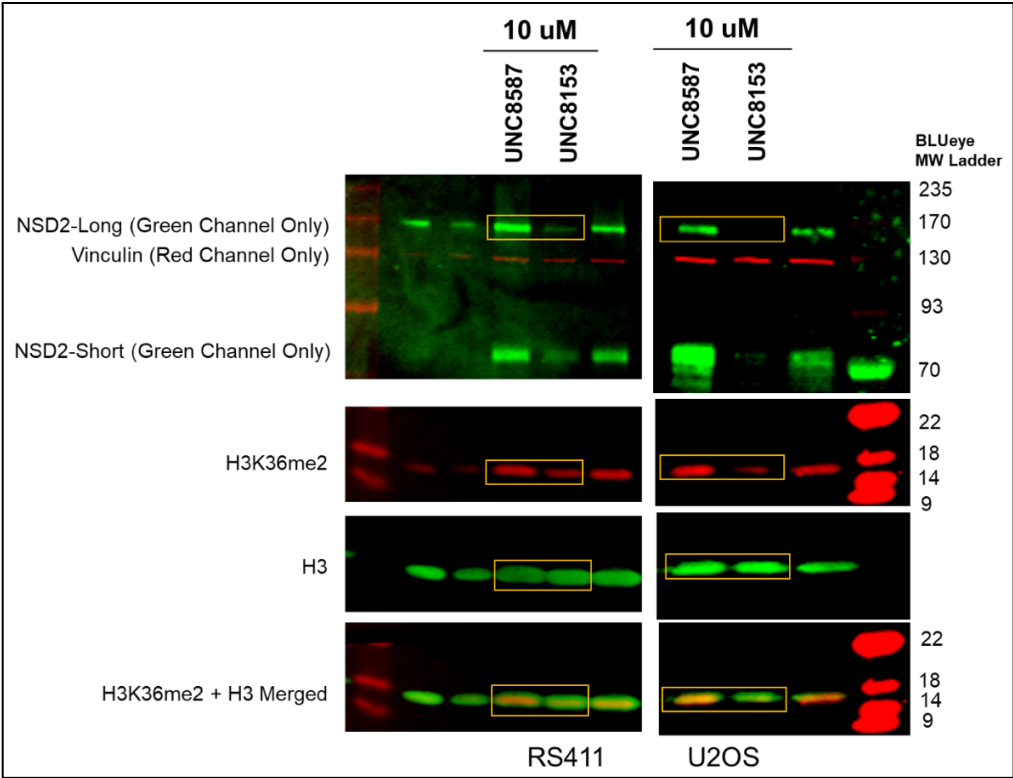 10 uM
10 uM
UNC8587
UNC8153
UNC8587
UNC8153
BLUeye
MW Ladder
235
NSD2-Long (Green Channel Only)
170
Vinculin (Red Channel Only)
130
93
NSD2-Short (Green Channel Only)
70
22
H3K36me2
18
14
9
H3
22
H3K36me2 + H3 Merged
18
14
9
RS411
U2OS